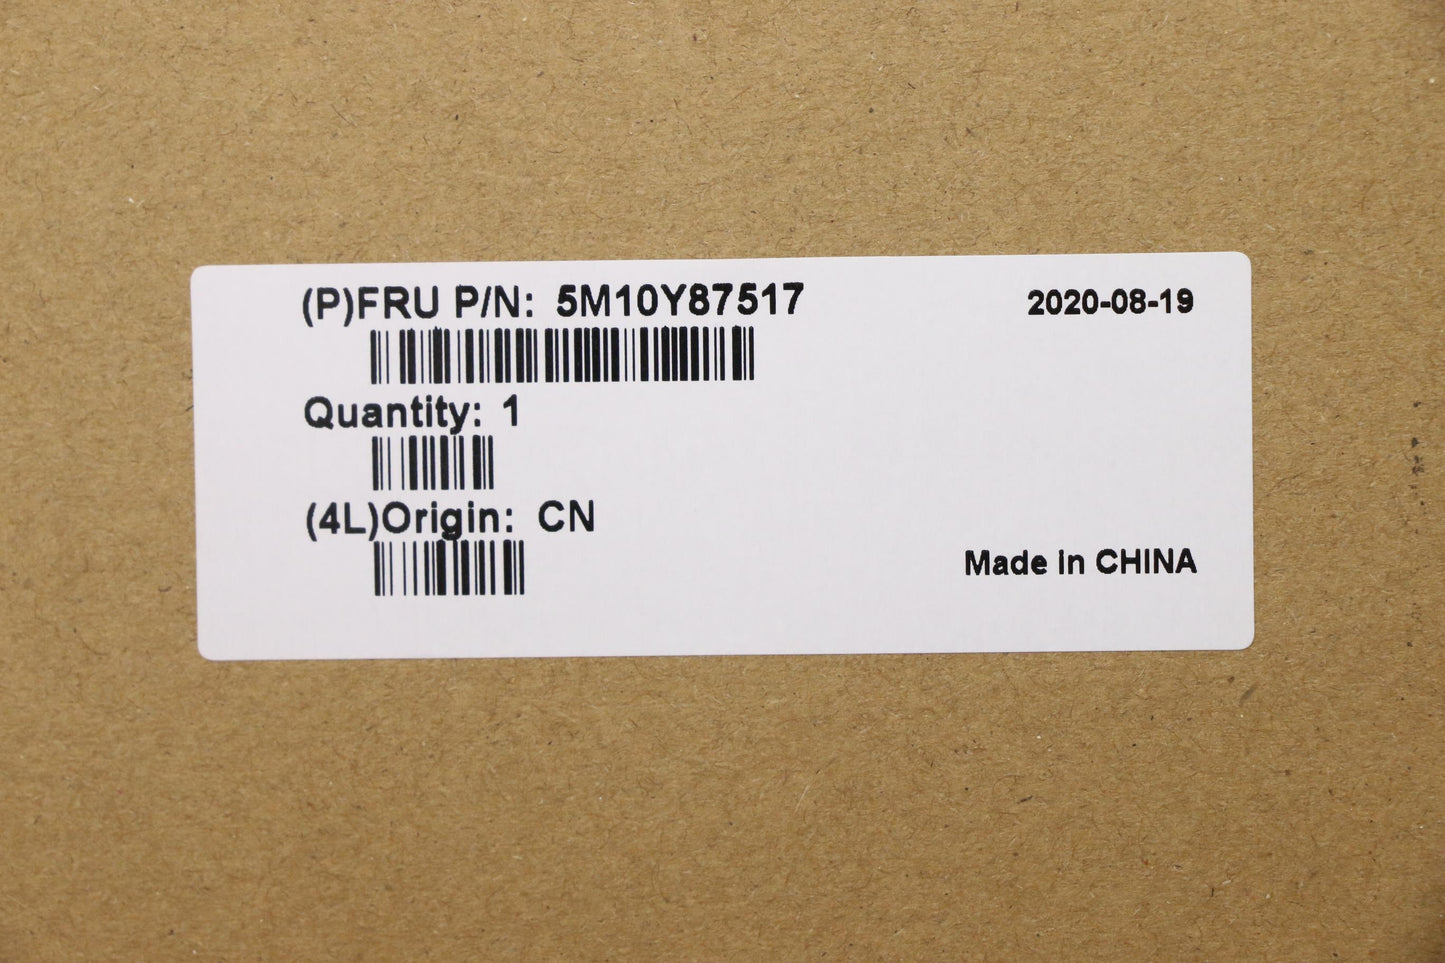 (P)FRU P/N: 5M10Y87517
2020-08-19
Quantity: 1
(4L)Origin: CN
Made in CHINA